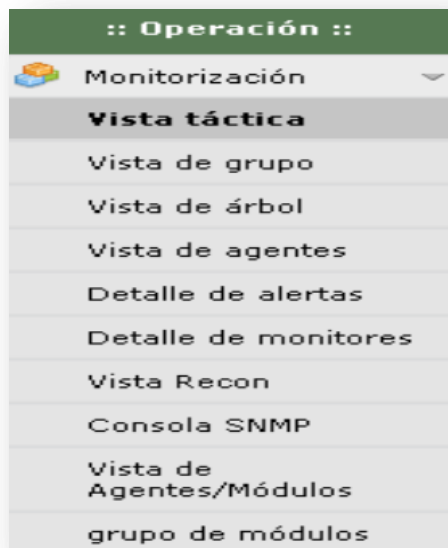 :: Operación ::
Monitorización
Vista táctica
Vista de grupo
Vista de árbol
Vista de agentes
Detalle de alertas
Detalle de monitores
Vista Recon
Consola SNMP
Vista de
Agentes/Módulos
grupo de módulos